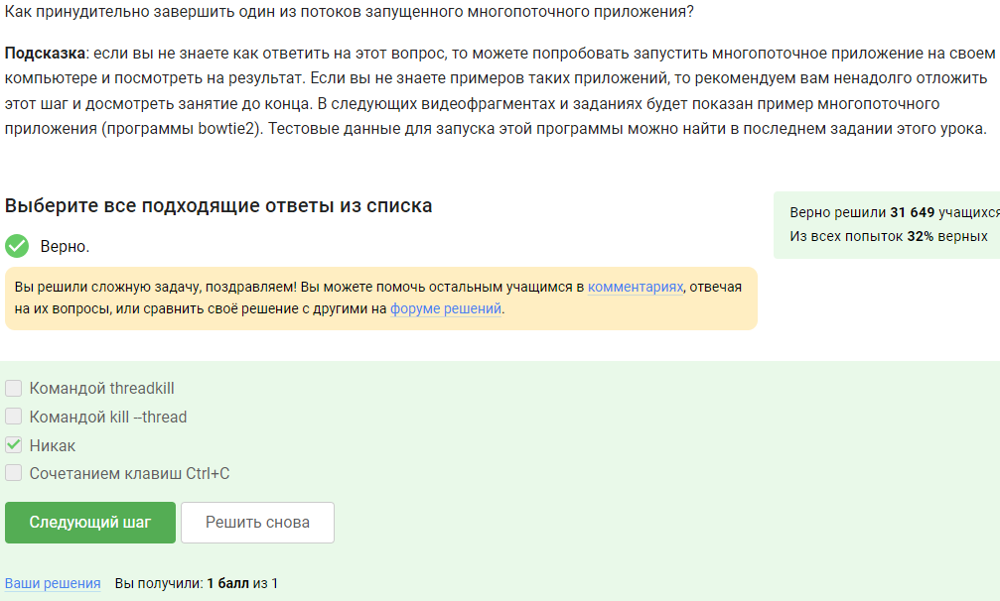 Как принудительно завершить один из потоков запущенного многопоточного приложения?
Подсказка: если вы не знаете как ответить на этот вопрос, то можете попробовать запустить многопоточное приложение на своем
компьютере и посмотреть на результат. Если вы не знаете примеров таких приложений, то рекомендуем вам ненадолго отложить
этот шаг и досмотреть занятие до конца. В следующих видеофрагментах и заданиях будет показан пример многопоточного
приложения (программы bowtie2). Тестовые данные для запуска этой программы можно найти в последнем задании этого урока.
Выберите все подходящие ответы из списка
Верно решили 31 649 учащихся
Из всех попыток 32% верных
Верно.
Вы решили сложную задачу, поздравляем! Вы можете помочь остальным учащимся в комментариях, отвечая
на их вопросы, или сравнить своё решение с другими на форуме решений.
Командой threadkill
Командой kill --thread
Никак
Сочетанием клавиш Ctrl+C
Следующий шаг
Решить снова
Ваши решения Вы получили: 1 балл из 1